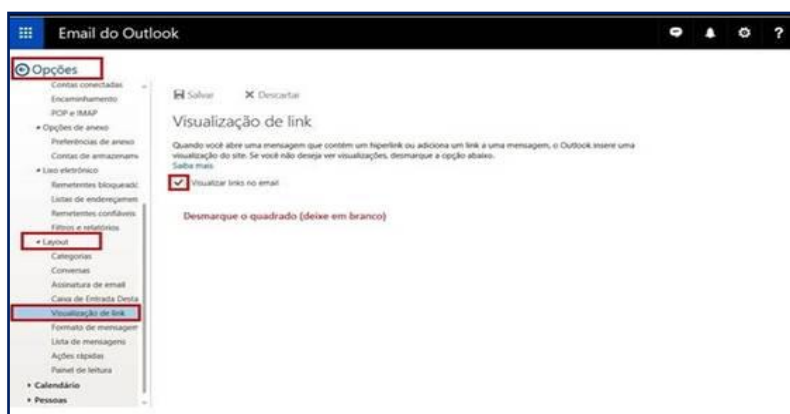 Email do Outlook
?
Opções
Contas conectadas
Encaminhamento
POP e IMAP
Opções de anexo
Preferências de anexo
Contas de armazename
Lixo eletrônico
Remetentes bloqueado
Listas de endereçamen
Remetentes confiáveis
Filtros e relatórios
Layout
Categorias
Conversas
Assinatura de email
Caixa de Entrada Desta
Visualização de link
Formato de mensagem
Lista de mensagens
Ações rápidas
Painel de leitura
Calendário
Pessoas
Salvar Descartar
Visualização de link
Quando você abre uma mensagem que contém um hiperlink ou adiciona um link a uma mensagem, o Outlook insere uma
visualização do site. Se você não deseja ver visualizações, desmarque a opção abaixo.
Saiba mais
Visualizar links no email
Desmarque o quadrado (deixe em branco)